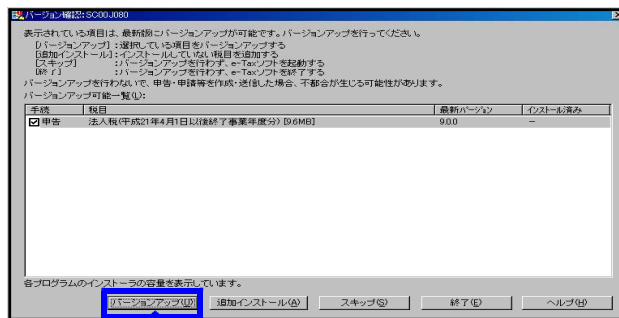 バージョン確認:SC00J080
表示されている項目は、最新版にバージョンアップが可能です。バージョンアップを行ってください。
[バージョンアップ]:選択している項目をバージョンアップする
[追加インストール]:インストールしていない税目を追加する
[スキップ] :バージョンアップを行わず、e-Taxソフトを起動する
[終了] :バージョンアップを行わず、e-Taxソフトを終了する
バージョンアップを行わないで、申告・申請等を作成・送信した場合、不都合が生じる可能性があります。
バージョンアップ可能一覧(L):
手続 税目 最新バージョン インストール済み
申告 法人税(平成21年4月1日以後終了事業年度分) [9.6MB] 9.0.0 -
各プログラムのインストーラの容量を表示しています。
バージョンアップ(U) 追加インストール(A) スキップ(S) 終了(E) ヘルプ(H)